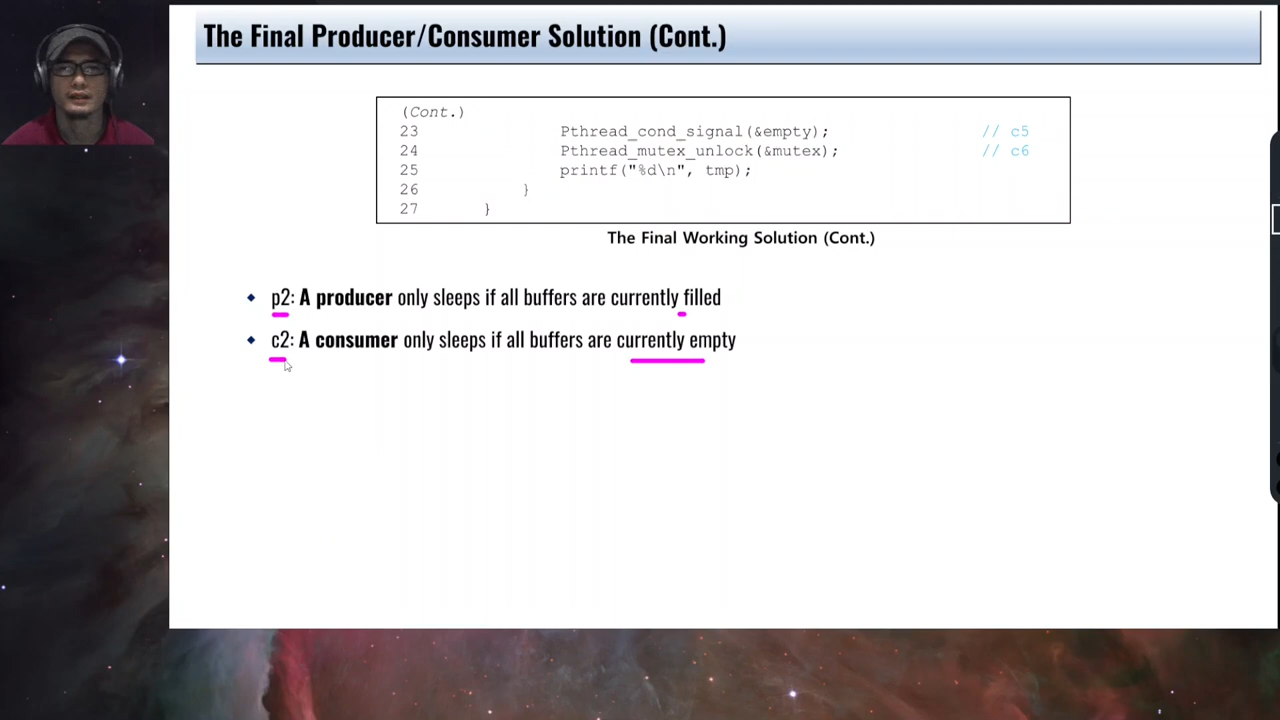 The Final Producer/Consumer Solution (Cont.)
(Cont.)
23 Pthread_cond_signal(&empty); // c5
24 Pthread_mutex_unlock(&mutex); // c6
25 printf("%d\n", tmp);
26 }
27 }
The Final Working Solution (Cont.)
p2: A producer only sleeps if all buffers are currently filled
c2: A consumer only sleeps if all buffers are currently empty